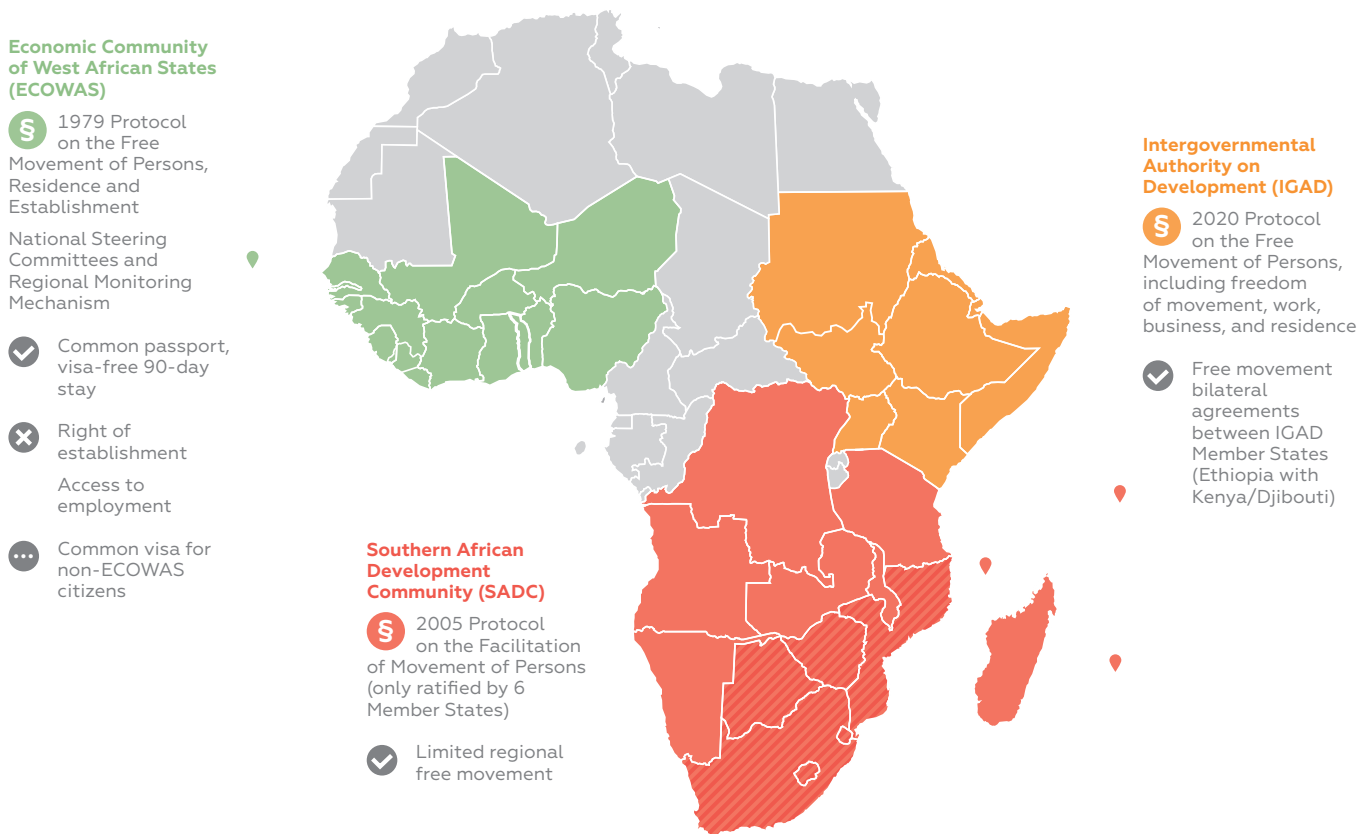 Economic Community
of West African States
(ECOWAS)
§ 1979 Protocol
on the Free
Movement of Persons,
Residence and
Establishment
National Steering
Committees and
Regional Monitoring
Mechanism
Common passport,
visa-free 90-day
stay
Right of
establishment
Access to
employment
Common visa for
non-ECOWAS
citizens
Southern African
Development
Community (SADC)
§ 2005 Protocol
on the Facilitation
of Movement of Persons
(only ratified by 6
Member States)
Limited regional
free movement
Intergovernmental
Authority on
Development (IGAD)
§ 2020 Protocol
on the Free
Movement of Persons,
including freedom
of movement, work,
business, and residence
Free movement
bilateral
agreements
between IGAD
Member States
(Ethiopia with
Kenya/Djibouti)